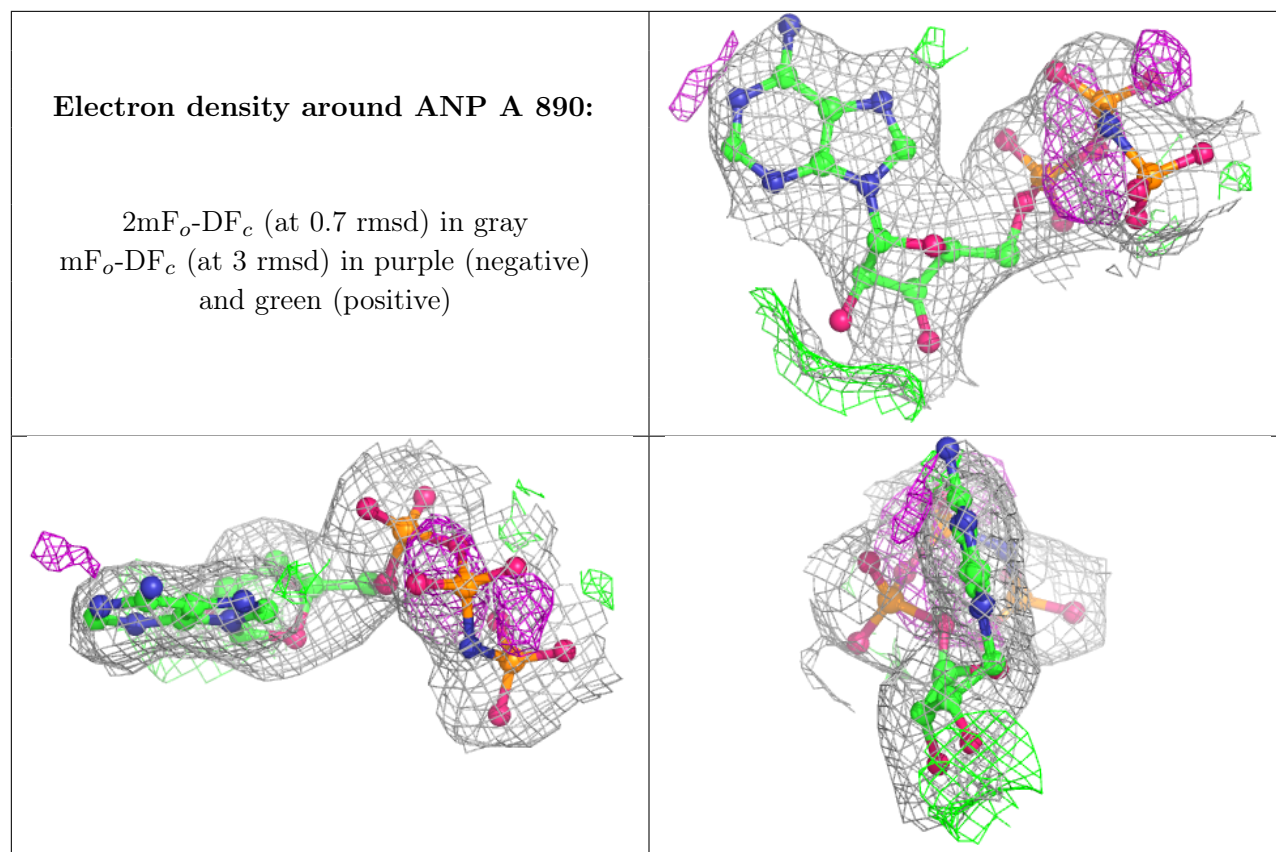 Electron density around ANP A 890:
2mFo-DFc (at 0.7 rmsd) in gray
mFo-DFc (at 3 rmsd) in purple (negative)
and green (positive)